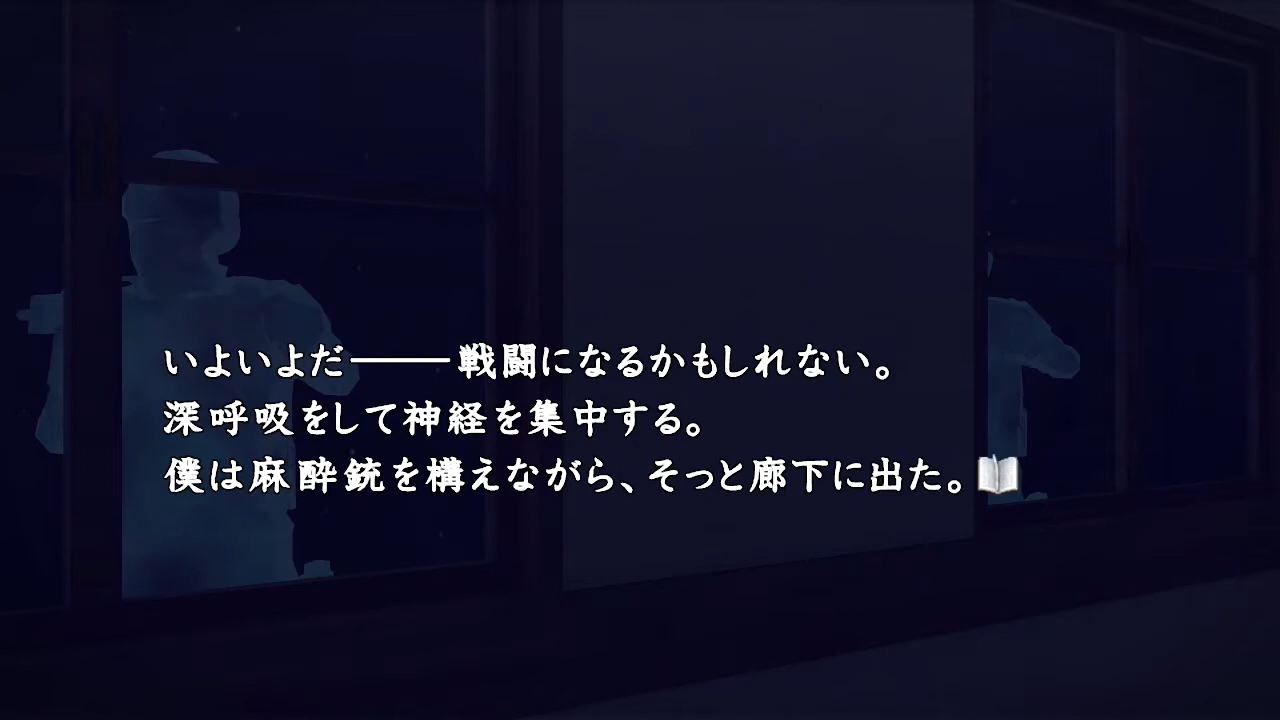 いよいよだ―――戦闘になるかもしれない。
深呼吸をして神経を集中する。
僕は麻酔銃を構えながら、そっと廊下に出た。